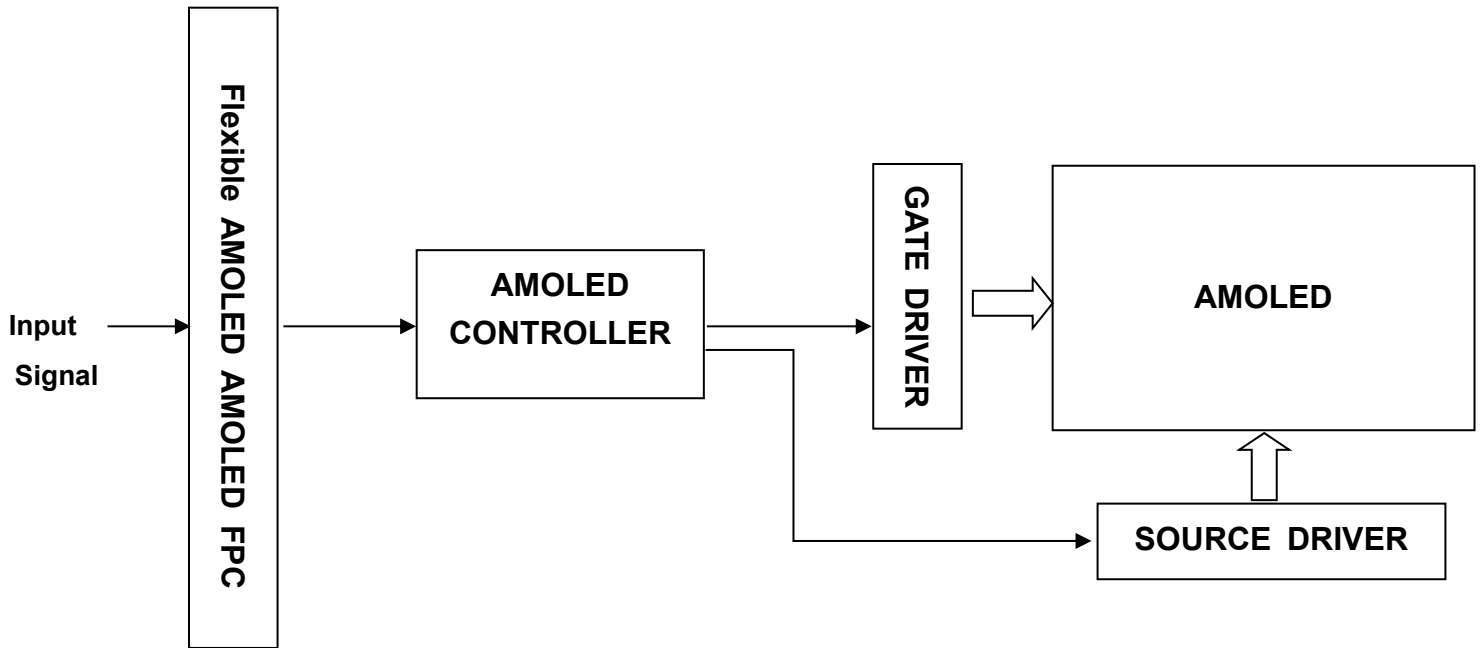 Input
Signal
Flexible AMOLED AMOLED FPC
AMOLED
CONTROLLER
GATE DRIVER
AMOLED
SOURCE DRIVER